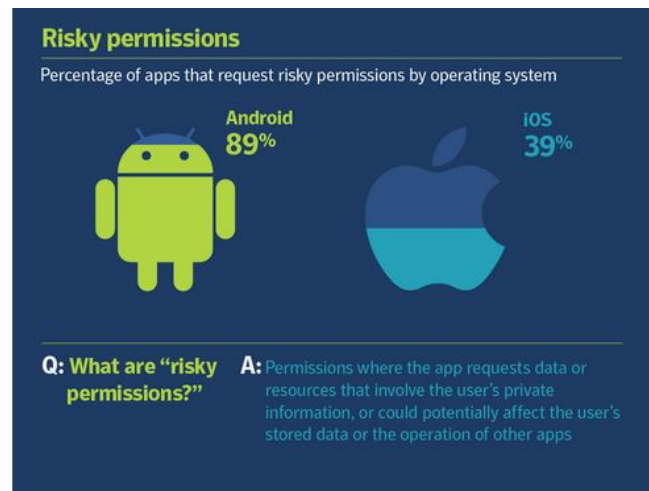 Risky permissions
Percentage of apps that request risky permissions by operating system
Android
89%
iOS
39%
Q: What are “risky
permissions?”
A: Permissions where the app requests data or
resources that involve the user’s private
information, or could potentially affect the user’s
stored data or the operation of other apps